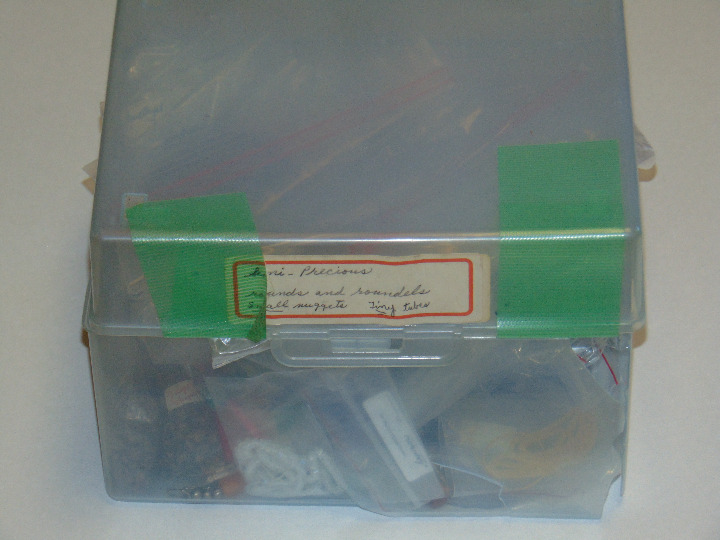 Semi-Precious
rounds and roundels
Small nuggets Tiny tubes